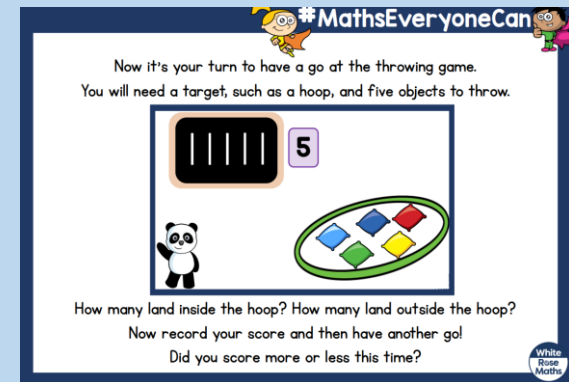 #MathsEveryoneCan
Now it's your turn to have a go at the throwing game.
You will need a target, such as a hoop, and five objects to throw.
5
How many land inside the hoop? How many land outside the hoop?
Now record your score and then have another go!
Did you score more or less this time?
White
Rose
Maths